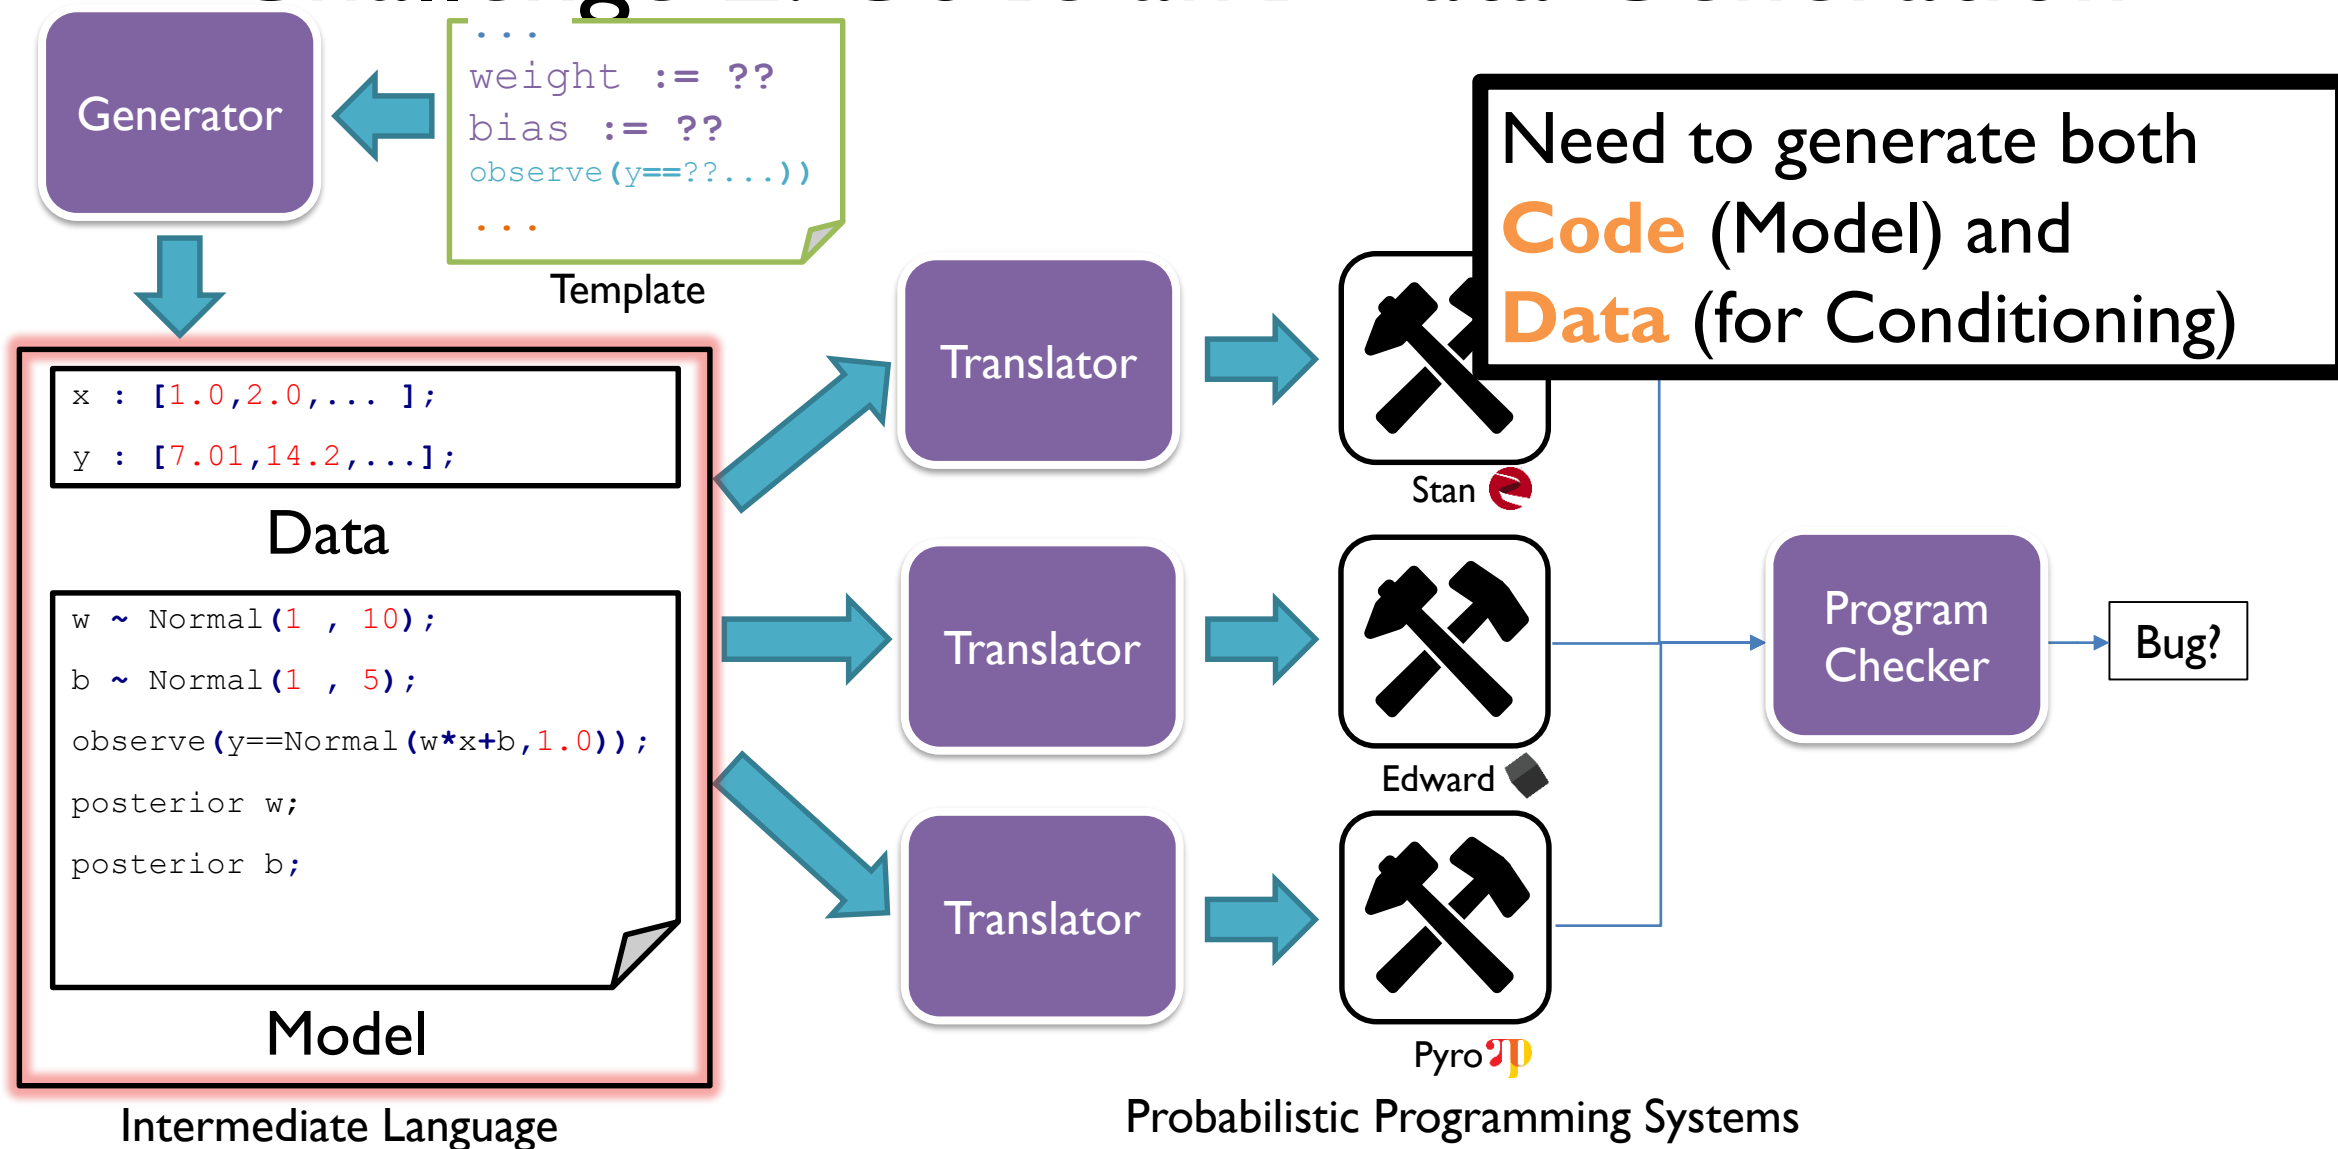 ...
weight := ??
bias := ??
observe(y==??...))
...
Template
Generator
Need to generate both
Code (Model) and
Data (for Conditioning)
x : [1.0,2.0,... ];
y : [7.01,14.2,...];
Data
w ~ Normal(1 , 10);
b ~ Normal(1 , 5);
observe(y==Normal(w*x+b,1.0));
posterior w;
posterior b;
Model
Intermediate Language
Translator
Translator
Translator
Stan
Edward
Pyro
Probabilistic Programming Systems
Program
Checker
Bug?